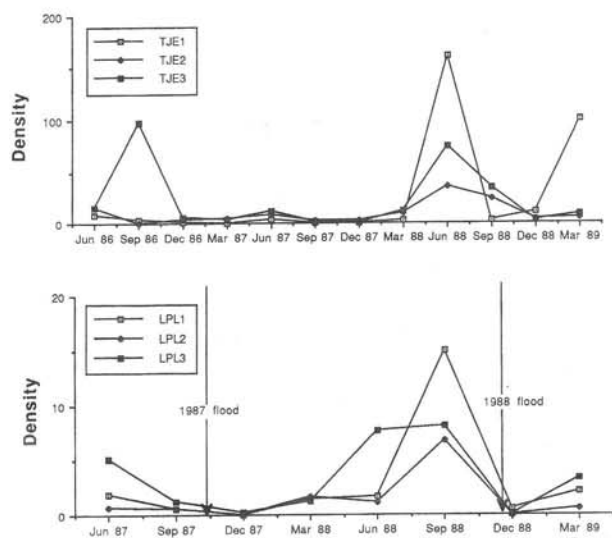 200
TJE1
TJE2
TJE3
Density
100
0
Jun 86 Sep 86 Dec 86 Mar 87 Jun 87 Sep 87 Dec 87 Mar 88 Jun 88 Sep 88 Dec 88 Mar 89
20
LPL1
LPL2
LPL3
1987 flood
1988 flood
Density
10
0
Jun 87 Sep 87 Dec 87 Mar 88 Jun 88 Sep 88 Dec 88 Mar 89